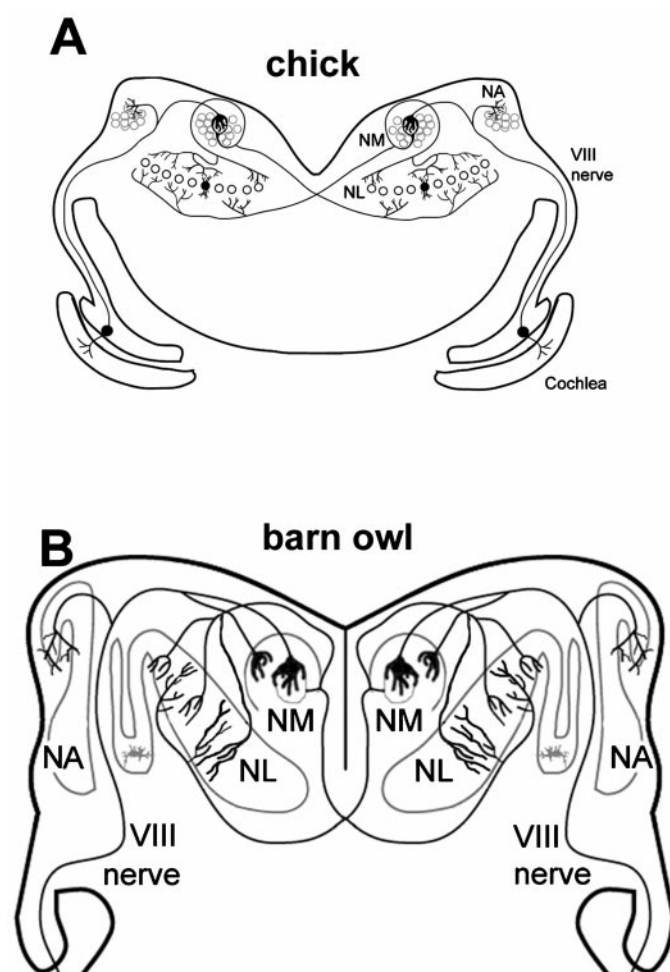 A
chick
NA
NM
VIII
nerve
NL
Cochlea
B
barn owl
NM
NM
NA
NL
NL
NA
VIII
nerve
VIII
nerve